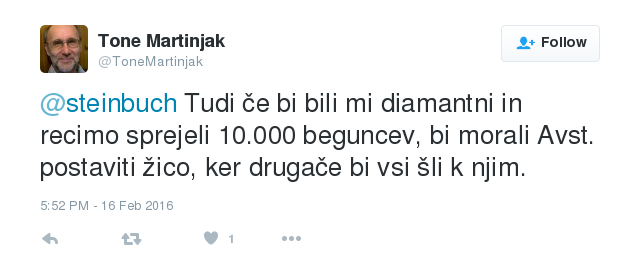 Tone Martinjak
@ToneMartinjak
Follow
@steinbuch Tudi če bi bili mi diamantni in
recimo sprejeli 10.000 beguncev, bi morali Avst.
postaviti žico, ker drugače bi vsi šli k njim.
5:52 PM - 16 Feb 2016
1